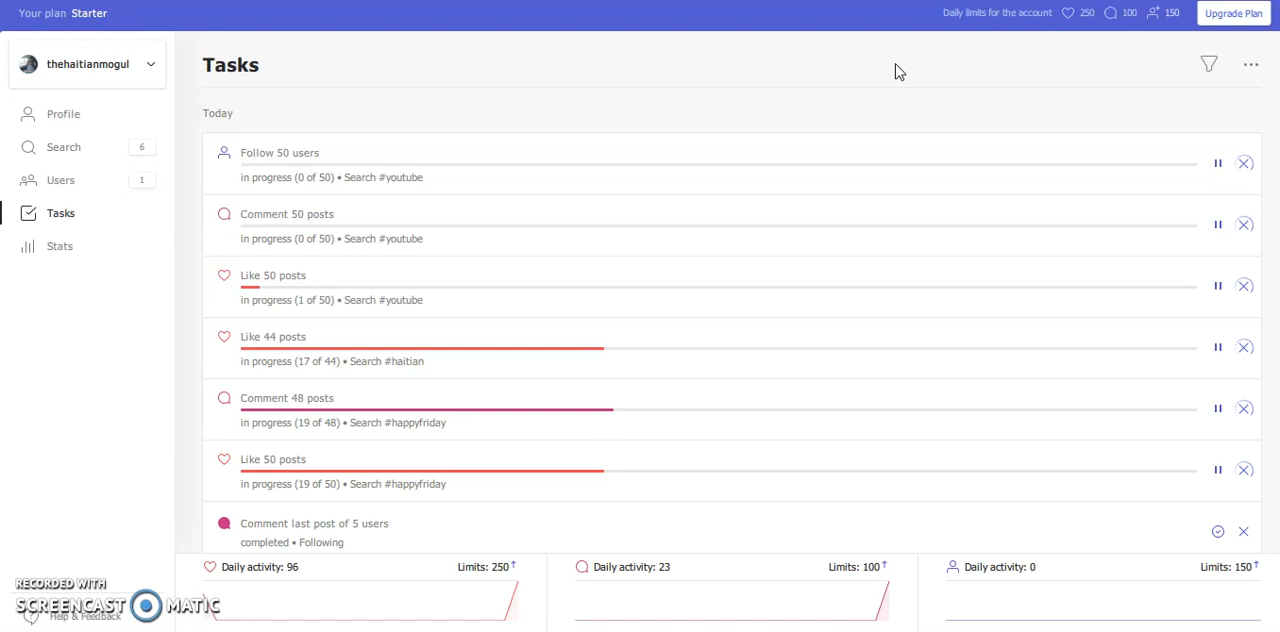 Your plan Starter
Daily limits for the account 250 100 150
Upgrade Plan
thehaitianmogul
Tasks
Profile
Search 6
Users 1
Tasks
Stats
Today
Follow 50 users
in progress (0 of 50) • Search #youtube
Comment 50 posts
in progress (0 of 50) • Search #youtube
Like 50 posts
in progress (1 of 50) • Search #youtube
Like 44 posts
in progress (17 of 44) • Search #haitian
Comment 48 posts
in progress (19 of 48) • Search #happyfriday
Like 50 posts
in progress (19 of 50) • Search #happyfriday
Comment last post of 5 users
completed • Following
Daily activity: 96 Limits: 250↑
Daily activity: 23 Limits: 100↑
Daily activity: 0 Limits: 150↑
RECORDED WITH
SCREENCAST MATIC
Help & Feedback